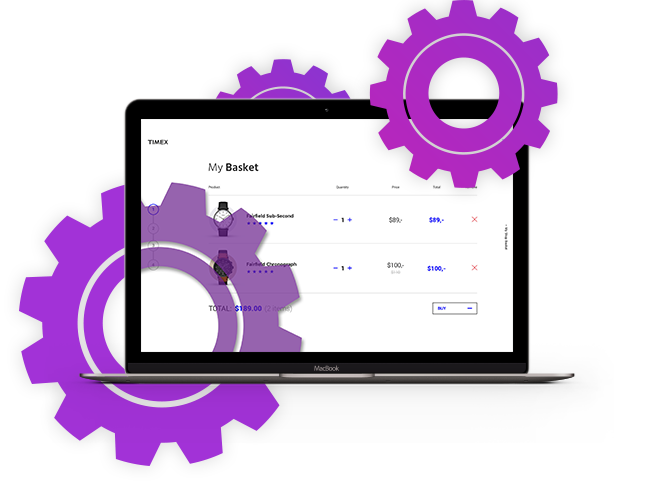 TIMEX
My Basket
Product Quantity Price Total
Fairfield Sub-Second
1 $89,- $89,-
Fairfield Chronograph
1 $100,- $100,-
TOTAL: $189.00 (2 items)
BUY
MacBook